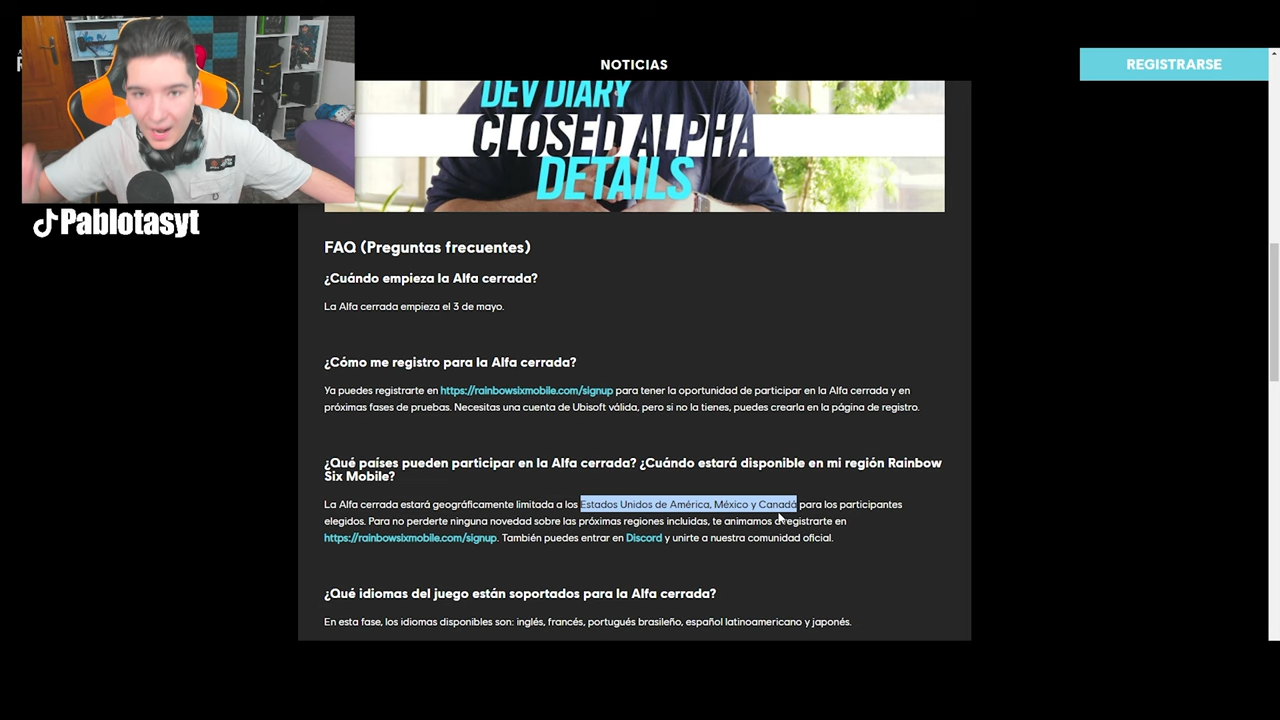 NOTICIAS
REGISTRARSE
DEV DIARY
CLOSED ALPHA
DETAILS
Pablotasyt
FAQ (Preguntas frecuentes)
¿Cuándo empieza la Alfa cerrada?
La Alfa cerrada empieza el 3 de mayo.
¿Cómo me registro para la Alfa cerrada?
Ya puedes registrarte en https://rainbowsixmobile.com/signup para tener la oportunidad de participar en la Alfa cerrada y en
próximas fases de pruebas. Necesitas una cuenta de Ubisoft válida, pero si no la tienes, puedes crearla en la página de registro.
¿Qué países pueden participar en la Alfa cerrada? ¿Cuándo estará disponible en mi región Rainbow
Six Mobile?
La Alfa cerrada estará geográficamente limitada a los Estados Unidos de América, México y Canadá para los participantes
elegidos. Para no perderte ninguna novedad sobre las próximas regiones incluidas, te animamos a registrarte en
https://rainbowsixmobile.com/signup. También puedes entrar en Discord y unirte a nuestra comunidad oficial.
¿Qué idiomas del juego están soportados para la Alfa cerrada?
En esta fase, los idiomas disponibles son: inglés, francés, portugués brasileño, español latinoamericano y japonés.